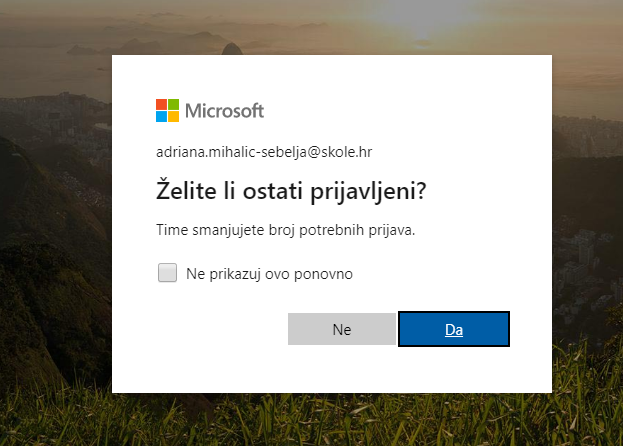 Microsoft
adriana.mihalic-sebelja@skole.hr
Želite li ostati prijavljeni?
Time smanjujete broj potrebnih prijava.
Ne prikazuj ovo ponovno
Ne
Da